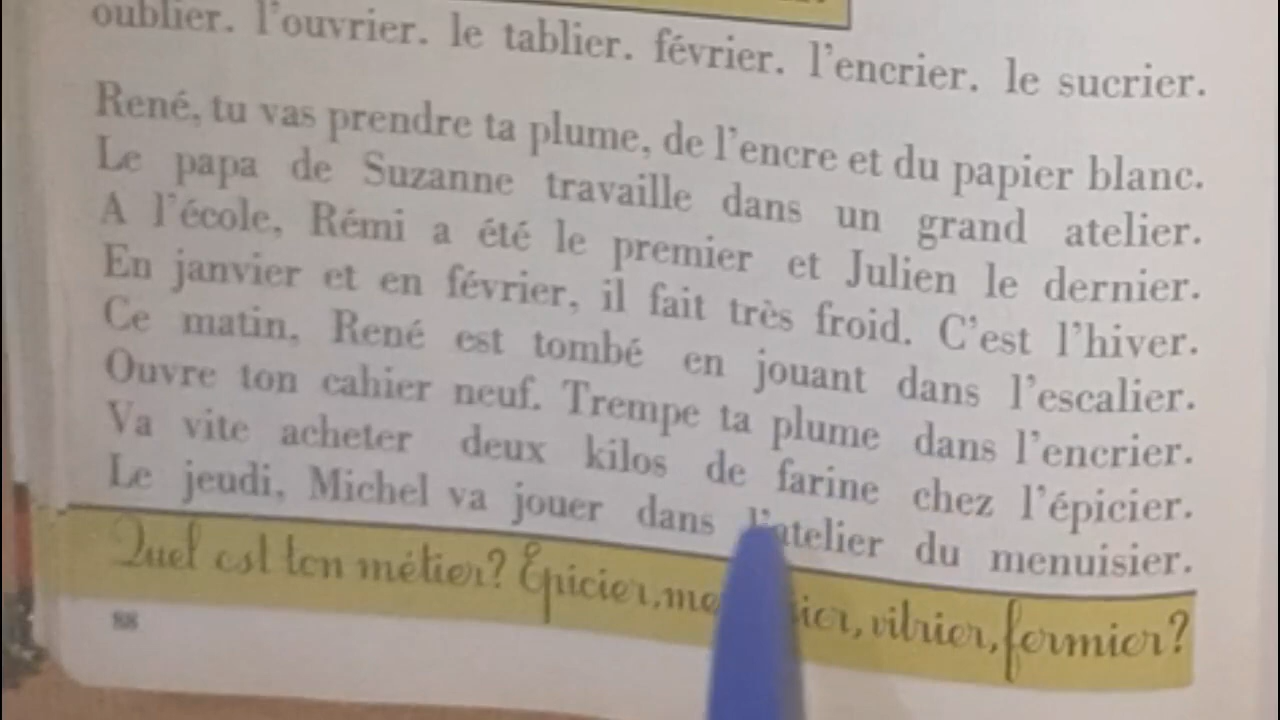 oublier. l'ouvrier. le tablier. février. l'encrier. le sucrier.
René, tu vas prendre ta plume, de l'encre et du papier blanc.
Le papa de Suzanne travaille dans un grand atelier.
A l'école, Rémi a été le premier et Julien le dernier.
En janvier et en février, il fait très froid. C'est l'hiver.
Ce matin, René est tombé en jouant dans l'escalier.
Ouvre ton cahier neuf. Trempe ta plume dans l'encrier.
Va vite acheter deux kilos de farine chez l'épicier.
Le jeudi, Michel va jouer dans l'atelier du menuisier.
Quel est ton métier? Epicier, vitrier, fermier?
88